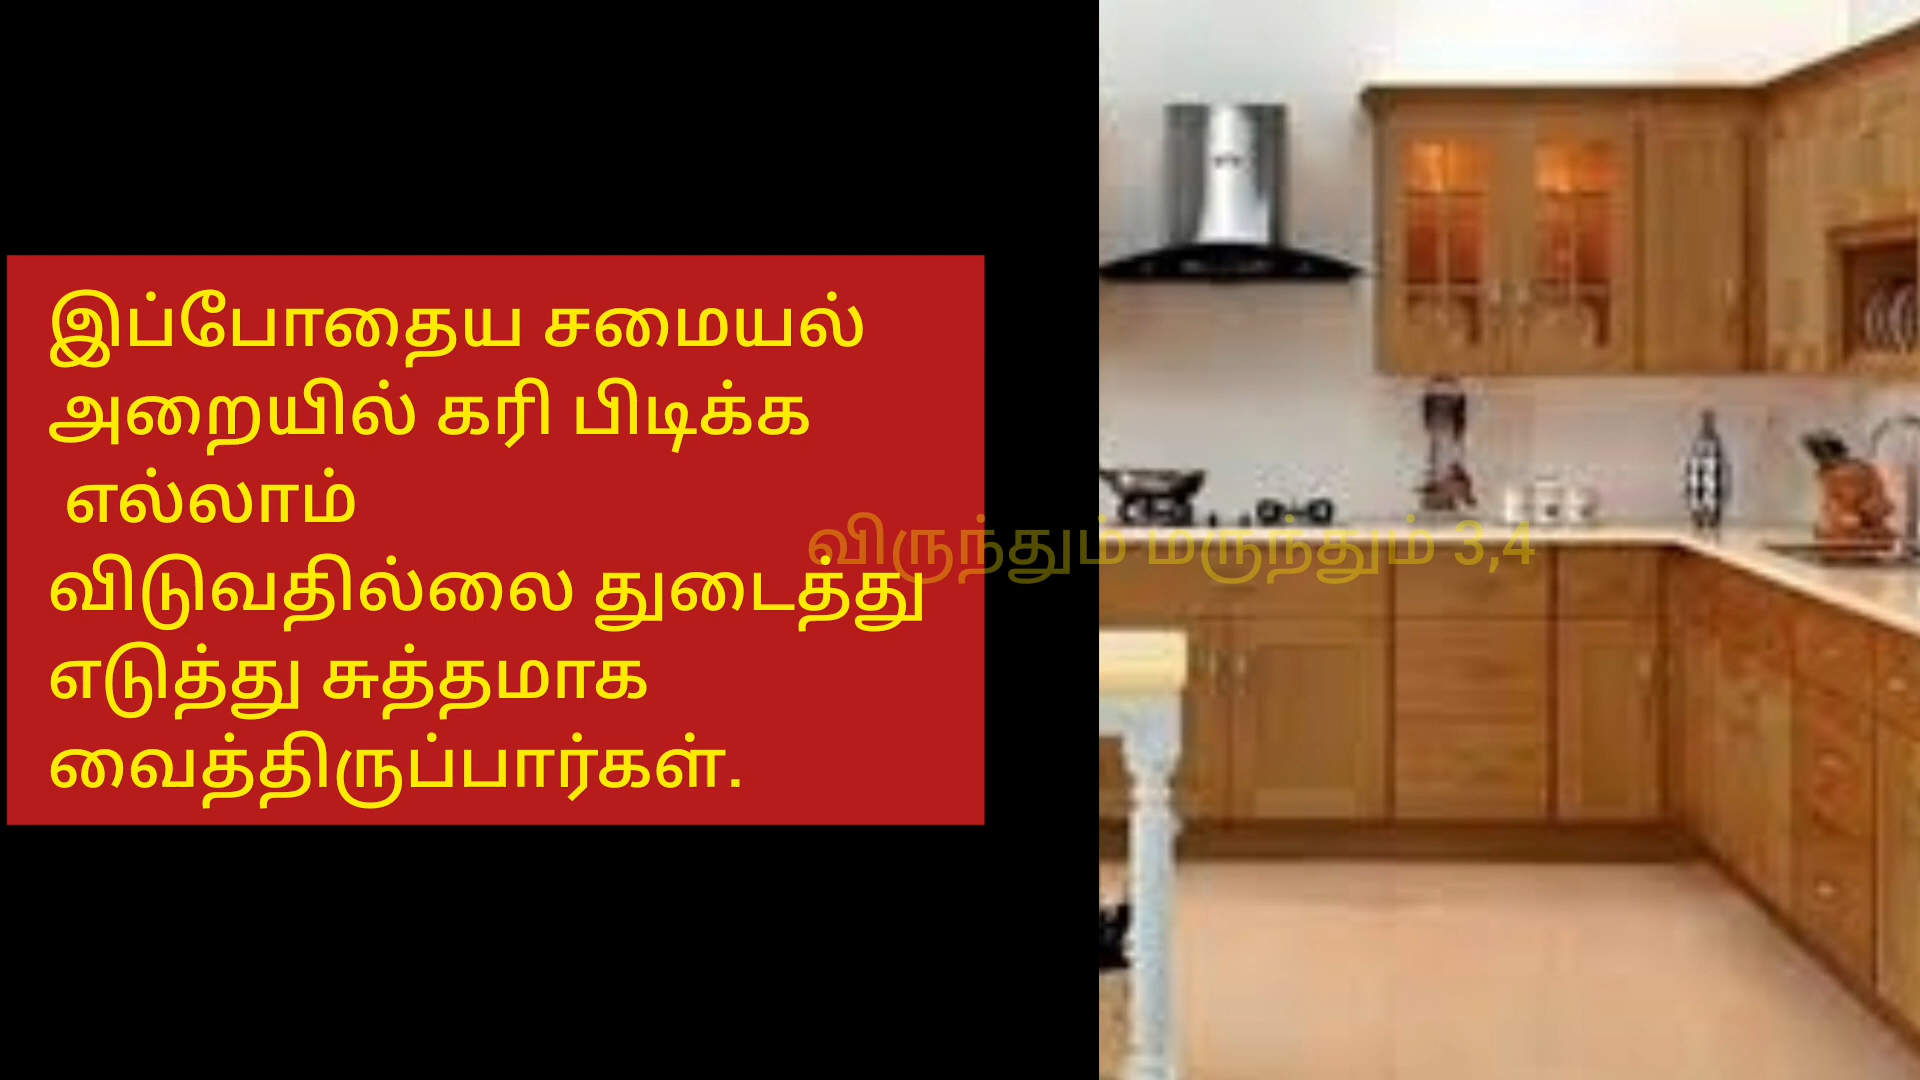 இப்போதைய சமையல்
அறையில் கரி பிடிக்க
எல்லாம்
விடுவதில்லை துடைத்து
எடுத்து சுத்தமாக
வைத்திருப்பார்கள்.
விருந்தும் மருந்தும் 3,4